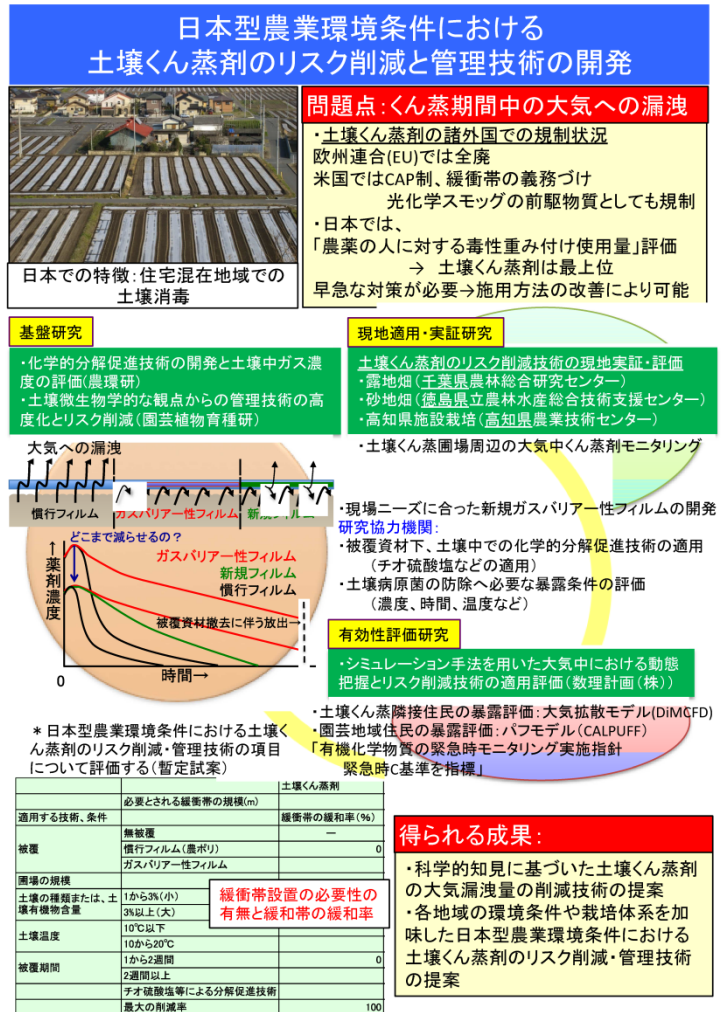 日本型農業環境条件における
土壌くん蒸剤のリスク削減と管理技術の開発
日本での特徴：住宅混在地域での
土壌消毒
問題点：くん蒸期間中の大気への漏洩
・土壌くん蒸剤の諸外国での規制状況
欧州連合(EU)では全廃
米国ではCAP制、緩衝帯の義務づけ
光化学スモッグの前駆物質としても規制
・日本では、
「農薬の人に対する毒性重み付け使用量」評価
→ 土壌くん蒸剤は最上位
早急な対策が必要→施用方法の改善により可能
基盤研究
・化学的分解促進技術の開発と土壌中ガス濃
度の評価（農環研）
・土壌微生物学的な観点からの管理技術の高
度化とリスク削減（園芸植物育種研）
現地適用・実証研究
土壌くん蒸剤のリスク削減技術の現地実証・評価
・露地畑（千葉県農林総合研究センター）
・砂地畑（徳島県立農林水産総合技術支援センター）
・高知県施設栽培（高知県農業技術センター）
・土壌くん蒸圃場周辺の大気中くん蒸剤モニタリング
大気への漏洩
慣行フィルム
ガスバリアー性フィルム
新規フィルム
どこまで減らせるの？
↑薬剤濃度
ガスバリアー性フィルム
新規フィルム
慣行フィルム
被覆資材撤去に伴う放出→
0
時間→
・現場ニーズに合った新規ガスバリアー性フィルムの開発
研究協力機関：
・被覆資材下、土壌中での化学的分解促進技術の適用
（チオ硫酸塩などの適用）
・土壌病原菌の防除へ必要な暴露条件の評価
（濃度、時間、温度など）
有効性評価研究
・シミュレーション手法を用いた大気中における動態
把握とリスク削減技術の適用評価（数理計画（株））
・土壌くん蒸隣接住民の暴露評価：大気拡散モデル(DiMCFD)
・園芸地域住民の暴露評価：パフモデル（CALPUFF）
「有機化学物質の緊急時モニタリング実施指針
緊急時C基準を指標」
＊日本型農業環境条件における土壌く
ん蒸剤のリスク削減・管理技術の項目
について評価する（暫定試案）
土壌くん蒸剤
必要とされる緩衝帯の規模(m)
適用する技術、条件 緩衝帯の緩和率（％）
被覆 無被覆 ー
慣行フィルム（農ポリ） 0
ガスバリアー性フィルム
圃場の規模
土壌の種類または、土壌有機物含量 1から3%（小）
3%以上（大）
土壌温度 10℃以下
10から20℃
被覆期間 1から2週間 0
2週間以上
チオ硫酸塩等による分解促進技術
最大の削減率 100
緩衝帯設置の必要性の
有無と緩和帯の緩和率
得られる成果：
・科学的知見に基づいた土壌くん蒸剤
の大気漏洩量の削減技術の提案
・各地域の環境条件や栽培体系を加
味した日本型農業環境条件における
土壌くん蒸剤のリスク削減・管理技術
の提案